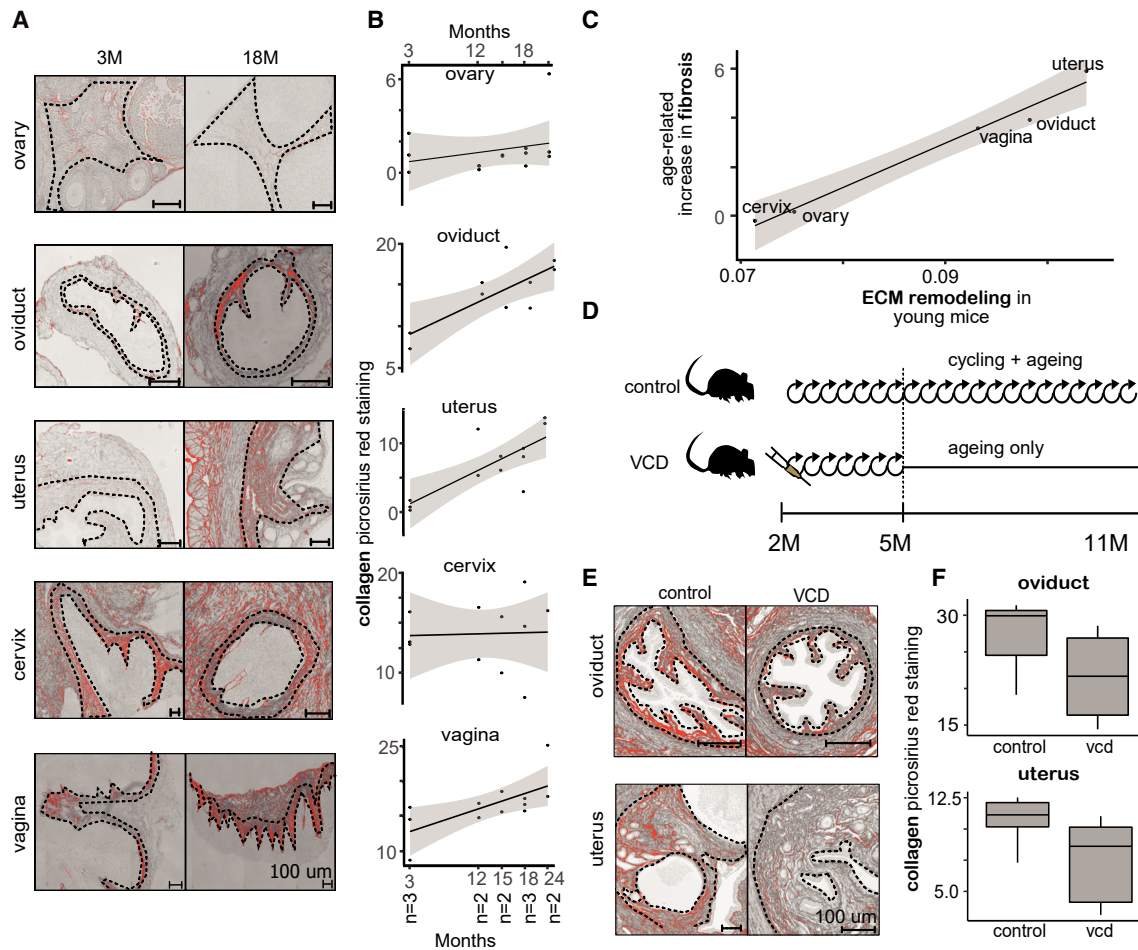 A
3M
18M
ovary
oviduct
uterus
cervix
vagina
100 um
B
Months
3
12
18
ovary
6
0
oviduct
20
5
uterus
10
0
cervix
20
10
vagina
25
10
3
12
15
18
24
n=3
n=2
n=2
n=3
n=2
Months
collagen picrosirius red staining
C
age-related
increase in fibrosis
6
0
uterus
oviduct
vagina
cervix
ovary
0.07
0.09
ECM remodeling in
young mice
D
control
cycling + ageing
VCD
ageing only
2M
5M
11M
E
control
VCD
oviduct
uterus
100 um
F
oviduct
30
15
control
vcd
uterus
12.5
5.0
control
vcd
collagen picrosirius red staining